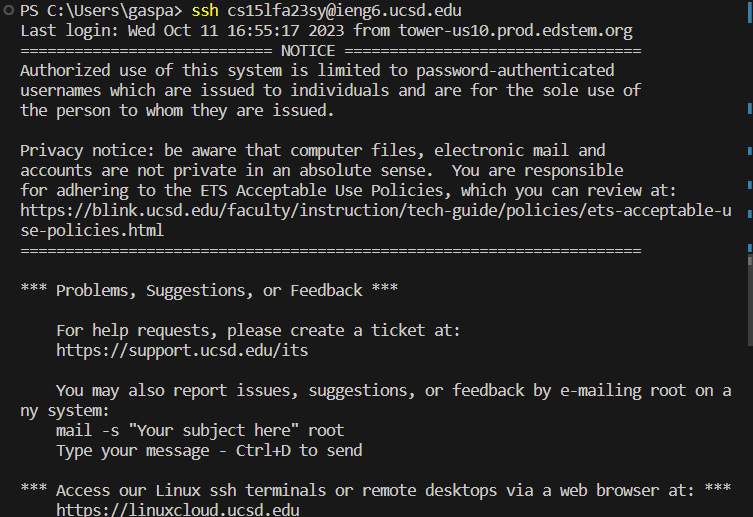 PS C:\Users\gaspa> ssh cs15lfa23sy@ieng6.ucsd.edu
Last login: Wed Oct 11 16:55:17 2023 from tower-us10.prod.edstem.org
============================ NOTICE =================================
Authorized use of this system is limited to password-authenticated
usernames which are issued to individuals and are for the sole use of
the person to whom they are issued.

Privacy notice: be aware that computer files, electronic mail and
accounts are not private in an absolute sense.  You are responsible
for adhering to the ETS Acceptable Use Policies, which you can review at:
https://blink.ucsd.edu/faculty/instruction/tech-guide/policies/ets-acceptable-u
se-policies.html
=====================================================================

*** Problems, Suggestions, or Feedback ***

    For help requests, please create a ticket at:
    https://support.ucsd.edu/its

    You may also report issues, suggestions, or feedback by e-mailing root on a
ny system:
    mail -s "Your subject here" root
    Type your message - Ctrl+D to send

*** Access our Linux ssh terminals or remote desktops via a web browser at: ***
    https://linuxcloud.ucsd.edu